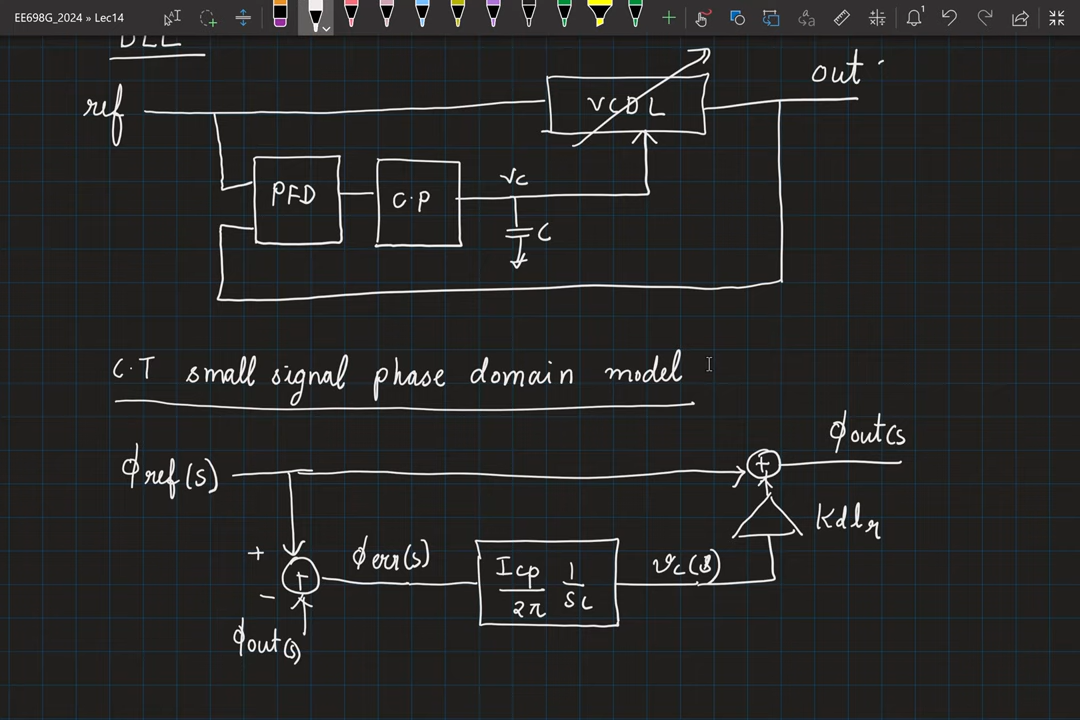 EE698G_2024 » Lec14
DLL
ref
VCDL
out
PFD
C.P
Vc
C
C.T small signal phase domain model
ϕref(s)
+
ϕout(s
Kdlr
+
ϕerr(s)
Icp/2π 1/sc
Vc(s)
+
−
ϕout(s)